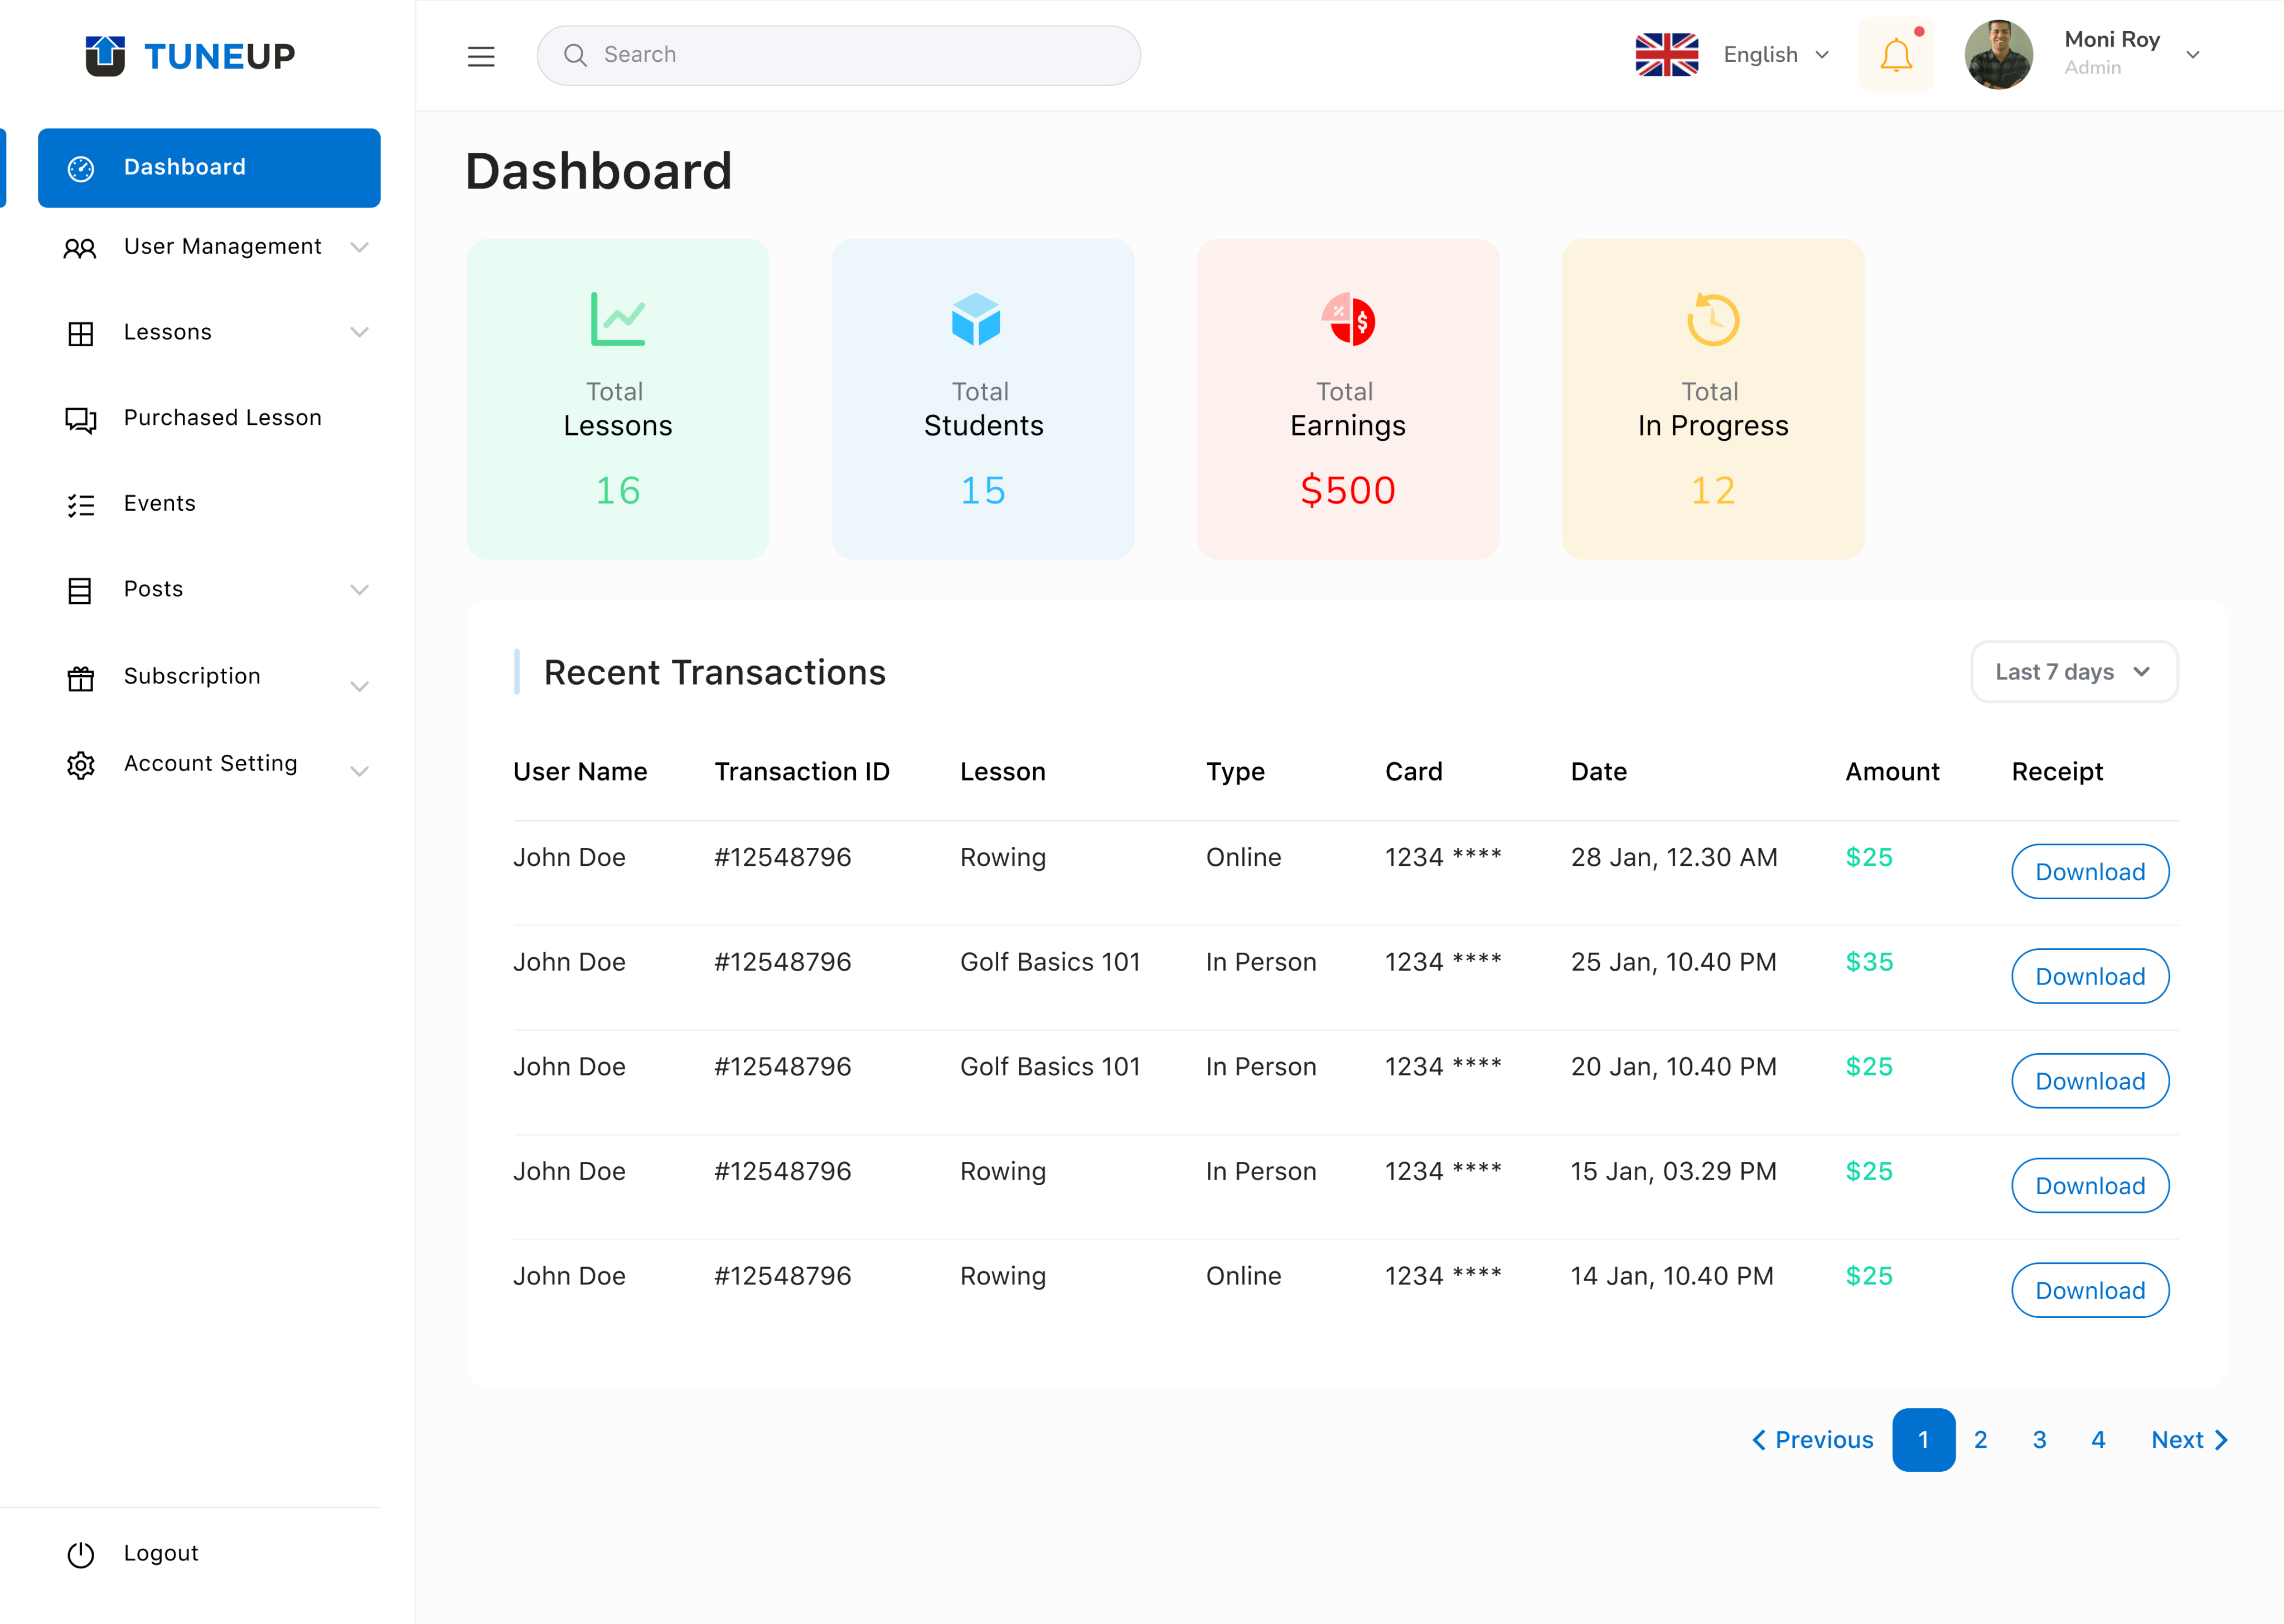 TUNEUP
Search
English
Moni Roy
Admin
Dashboard
User Management
Lessons
Purchased Lesson
Events
Posts
Subscription
Account Setting
Logout
Dashboard
Total
Lessons
16
Total
Students
15
Total
Earnings
$500
Total
In Progress
12
Recent Transactions
Last 7 days
User Name Transaction ID Lesson Type Card Date Amount Receipt
John Doe #12548796 Rowing Online 1234 **** 28 Jan, 12.30 AM $25 Download
John Doe #12548796 Golf Basics 101 In Person 1234 **** 25 Jan, 10.40 PM $35 Download
John Doe #12548796 Golf Basics 101 In Person 1234 **** 20 Jan, 10.40 PM $25 Download
John Doe #12548796 Rowing In Person 1234 **** 15 Jan, 03.29 PM $25 Download
John Doe #12548796 Rowing Online 1234 **** 14 Jan, 10.40 PM $25 Download
Previous 1 2 3 4 Next